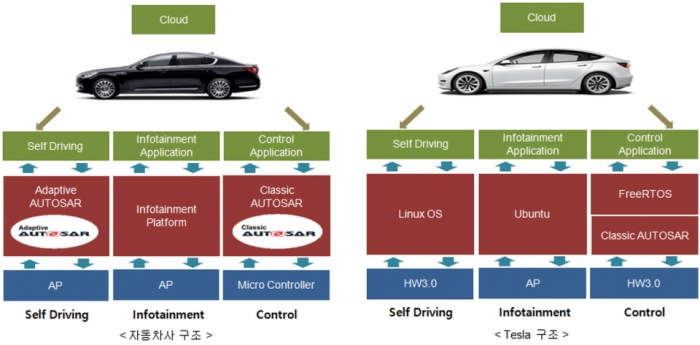 Cloud
Self Driving
Infotainment
Application
Control
Application
Adaptive
AUTOSAR
Adaptive
AUTOSAR
Infotainment
Platform
Classic
AUTOSAR
Classic
AUTOSAR
AP
AP
Micro Controller
Self Driving
Infotainment
Control
< 자동차사 구조 >
Cloud
Self Driving
Infotainment
Application
Control
Application
Linux OS
Ubuntu
FreeRTOS
Classic AUTOSAR
HW3.0
AP
HW3.0
Self Driving
Infotainment
Control
< Tesla 구조 >